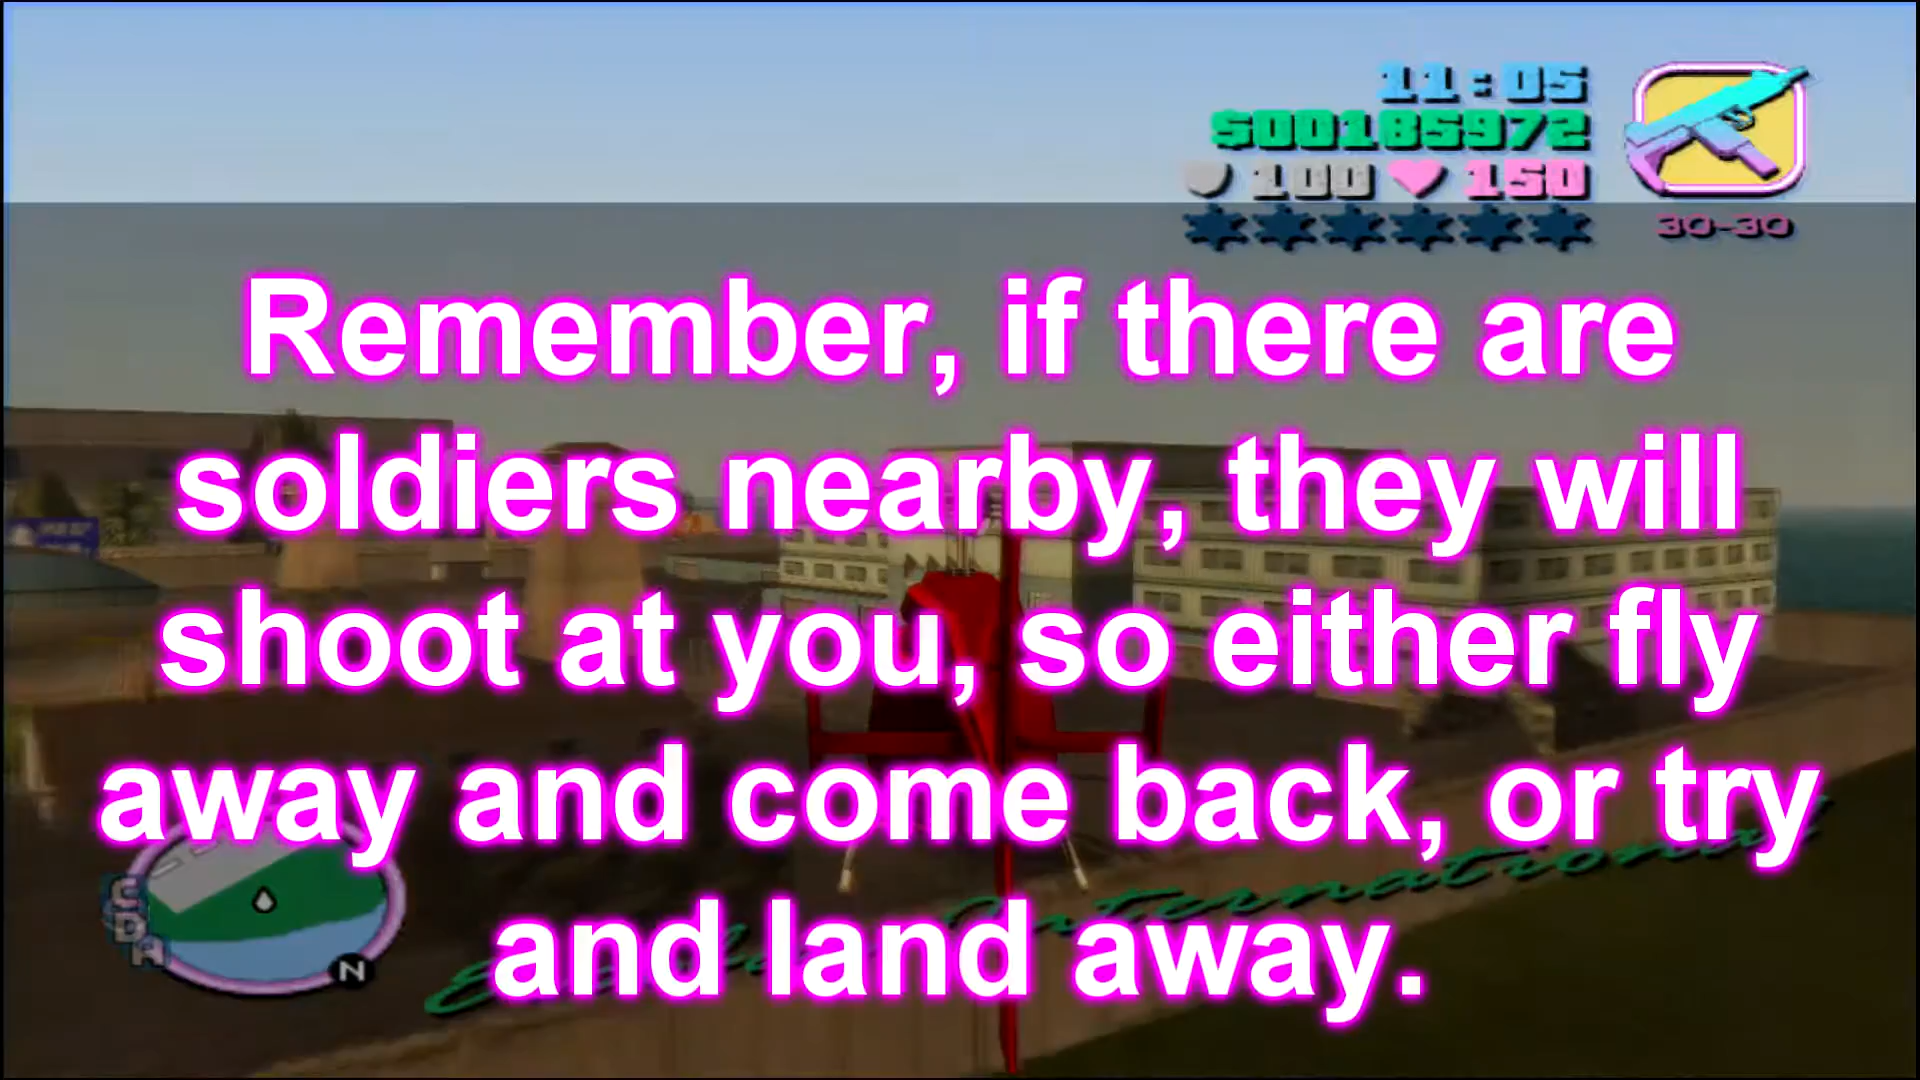 11:05
$00185972
100 150
30-30
Remember, if there are
soldiers nearby, they will
shoot at you, so either fly
away and come back, or try
and land away.
N
International